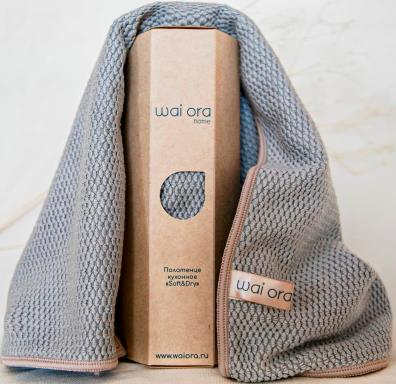 wai ora
home
Полотенце
кухонное
«Soft&Dry»
wai ora
www.waiora.ru